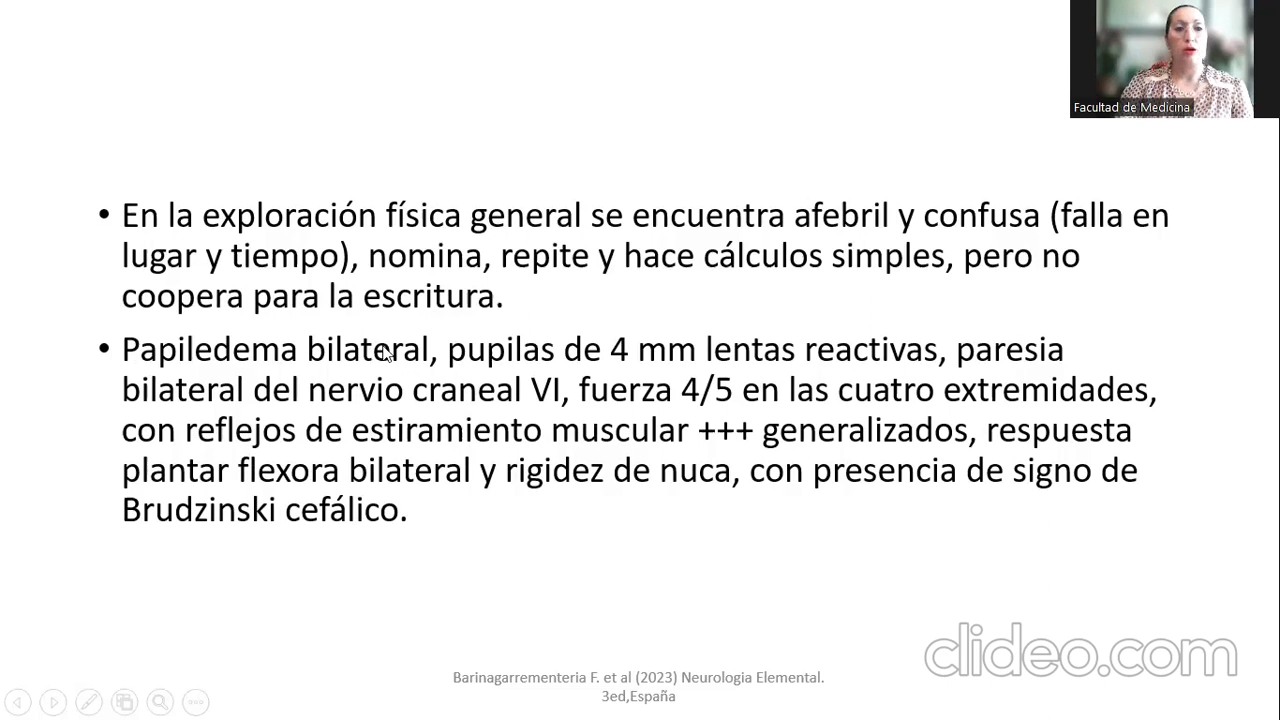 Facultad de Medicina
• En la exploración física general se encuentra afebril y confusa (falla en
lugar y tiempo), nomina, repite y hace cálculos simples, pero no
coopera para la escritura.
• Papiledema bilateral, pupilas de 4 mm lentas reactivas, paresia
bilateral del nervio craneal VI, fuerza 4/5 en las cuatro extremidades,
con reflejos de estiramiento muscular +++ generalizados, respuesta
plantar flexora bilateral y rigidez de nuca, con presencia de signo de
Brudzinski cefálico.
clideo.com
Barinagarrementeria F. et al (2023) Neurologia Elemental.
3ed,España